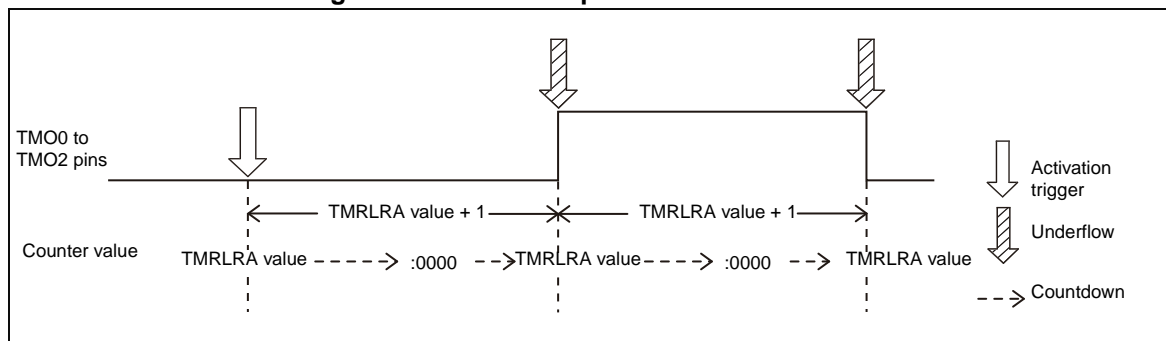 TMO0 to
TMO2 pins
Activation
trigger
TMRLRA value + 1
TMRLRA value + 1
Underflow
Counter value
TMRLRA value
:0000
TMRLRA value
:0000
TMRLRA value
Countdown